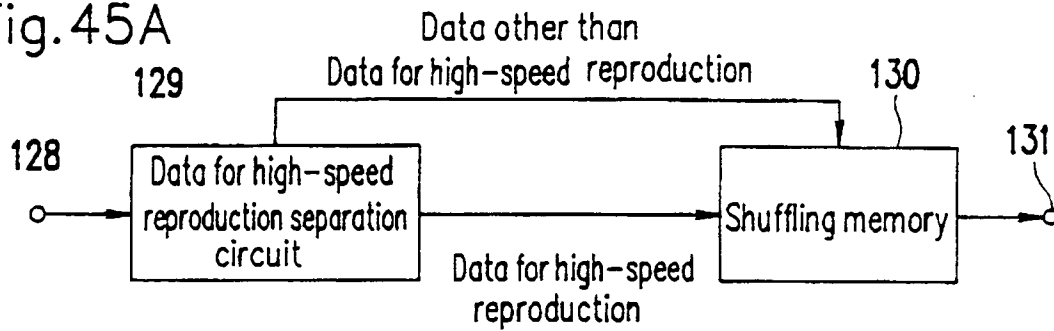 Fig. 45A
Data other than
Data for high-speed reproduction
129
130
128
131
Data for high-speed
reproduction separation
circuit
Shuffling memory
Data for high-speed
reproduction